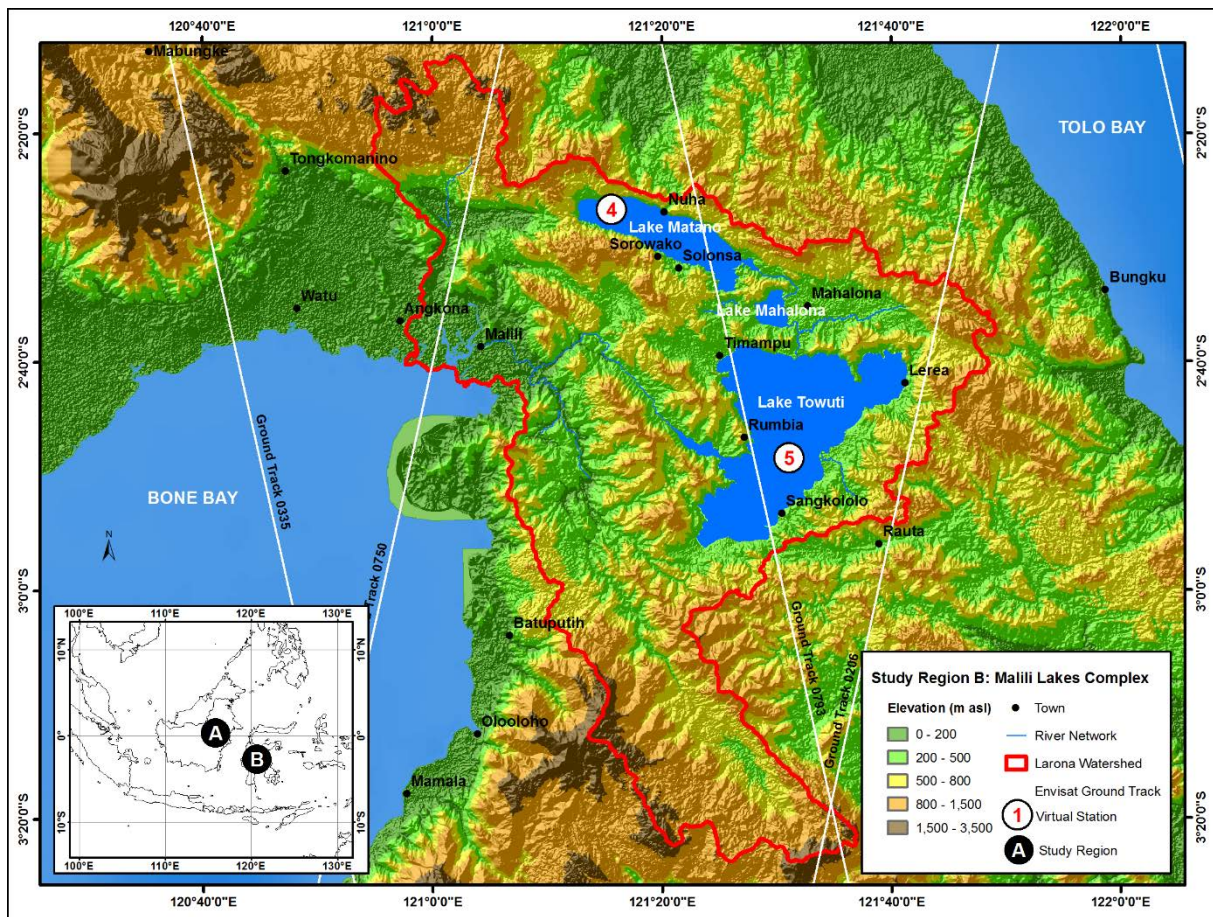 120°40'0"S
121°0'0"S
121°20'0"S
121°40'0"S
122°0'0"S
Mabungke
TOLO BAY
2°20'0"S
2°20'0"S
Tongkomanino
4
Nuha
Lake Matano
Sorowako
Solonsa
Bungku
Watu
Angkona
Mahalona
Lake Mahalona
Malili
Timampu
2°40'0"S
2°40'0"S
Lerea
Lake Towuti
Rumbia
5
Ground Track 0335
BONE BAY
Sangkololo
Rauta
Track 0750
3°0'0"S
3°0'0"S
Batuputih
Ground Track 0793
Ground Track 0206
Olooloho
Mamala
3°20'0"S
3°20'0"S
N
100°E
110°E
120°E
130°E
10°N
10°N
0°
0°
A
B
10°S
10°S
100°E
110°E
120°E
130°E
Study Region B: Malili Lakes Complex
Elevation (m asl)
0 - 200
200 - 500
500 - 800
800 - 1,500
1,500 - 3,500
Town
River Network
Larona Watershed
Envisat Ground Track
1 Virtual Station
A Study Region
120°40'0"S
121°0'0"S
121°20'0"S
121°40'0"S
122°0'0"S